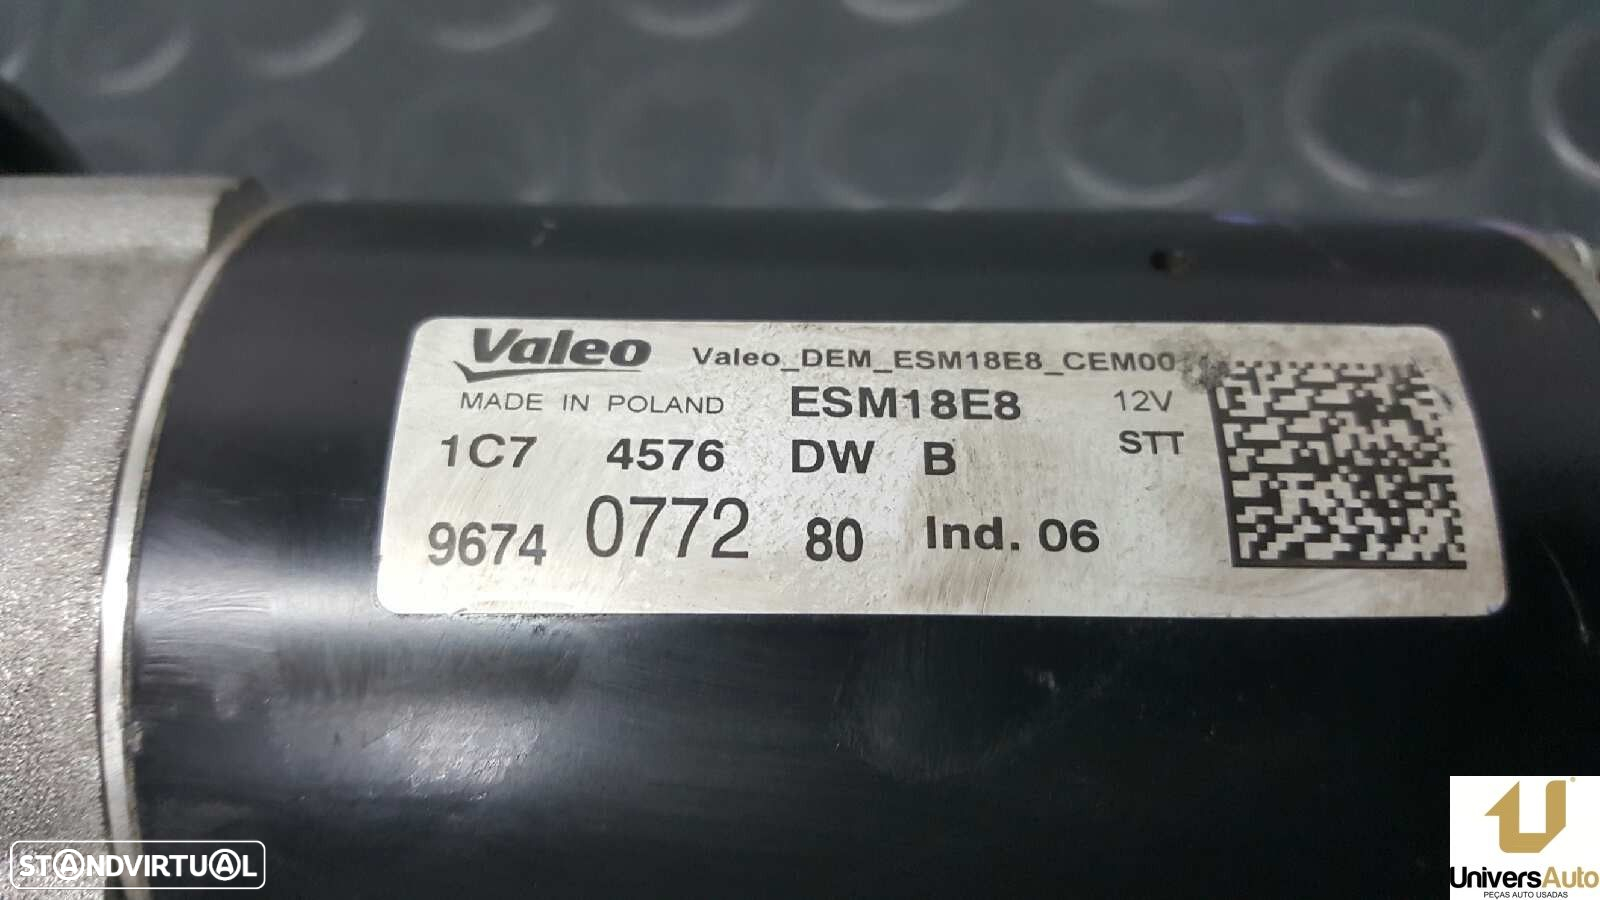 Valeo Valeo_DEM_ESM18E8_CEM00
MADE IN POLAND ESM18E8 12V
1C7 4576 DW B STT
9674 0772 80 Ind. 06
STANDVIRTUAL
UniversAuto
PEÇAS AUTO USADAS